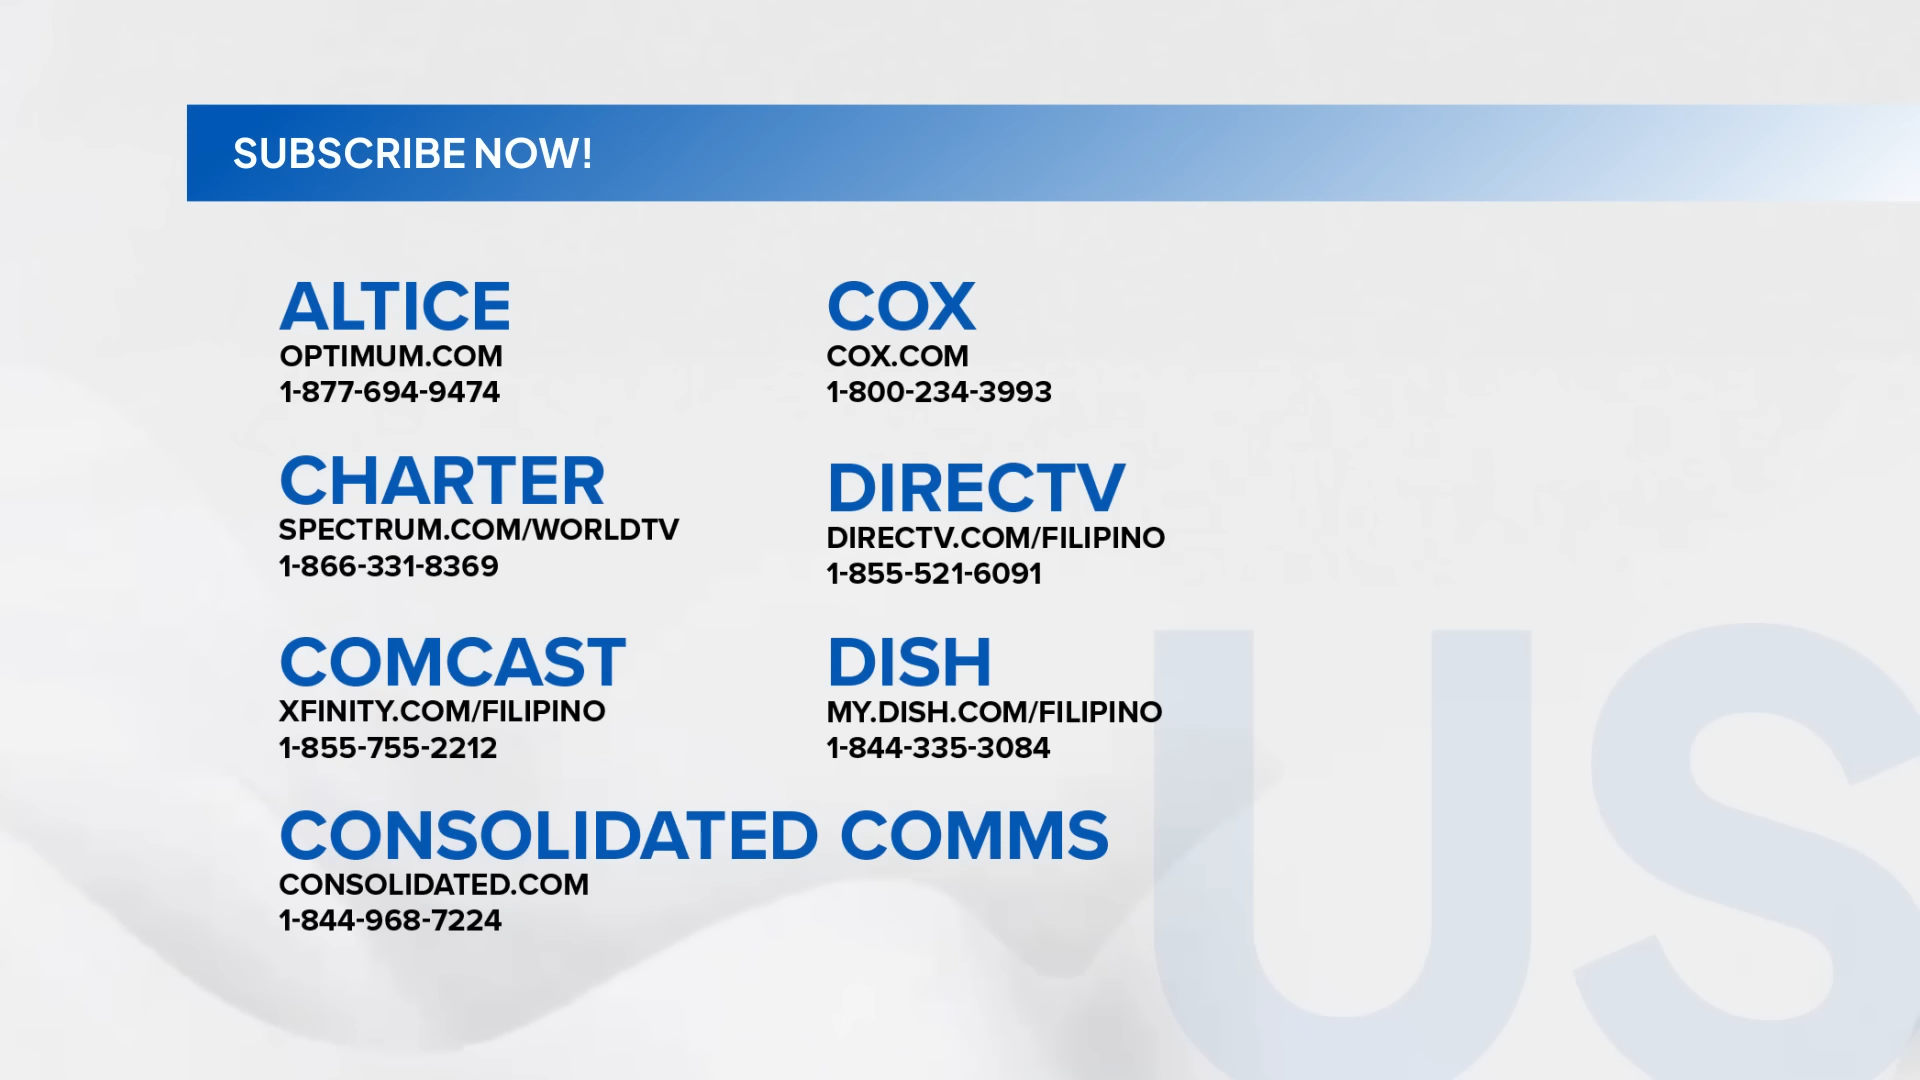 SUBSCRIBE NOW!
ALTICE
OPTIMUM.COM
1-877-694-9474
CHARTER
SPECTRUM.COM/WORLDTV
1-866-331-8369
COMCAST
XFINITY.COM/FILIPINO
1-855-755-2212
CONSOLIDATED COMMS
CONSOLIDATED.COM
1-844-968-7224
COX
COX.COM
1-800-234-3993
DIRECTV
DIRECTV.COM/FILIPINO
1-855-521-6091
DISH
MY.DISH.COM/FILIPINO
1-844-335-3084
US